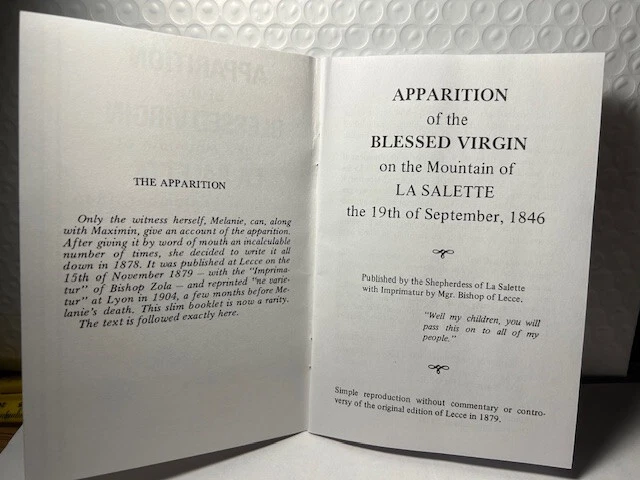 THE APPARITION
Only the witness herself, Melanie, can, along
with Maximin, give an account of the apparition.
After giving it by word of mouth an incalculable
number of times, she decided to write it all
down in 1878. It was published at Lecce on the
15th of November 1879 – with the "Imprima-
tur" of Bishop Zola – and reprinted "ne varie-
tur" at Lyon in 1904, a few months before Me-
lanie's death. This slim booklet is now a rarity.
The text is followed exactly here.
APPARITION
of the
BLESSED VIRGIN
on the Mountain of
LA SALETTE
the 19th of September, 1846
Published by the Shepherdess of La Salette
with Imprimatur by Mgr. Bishop of Lecce.
"Well my children, you will
pass this on to all of my
people."
Simple reproduction without commentary or contro-
versy of the original edition of Lecce in 1879.